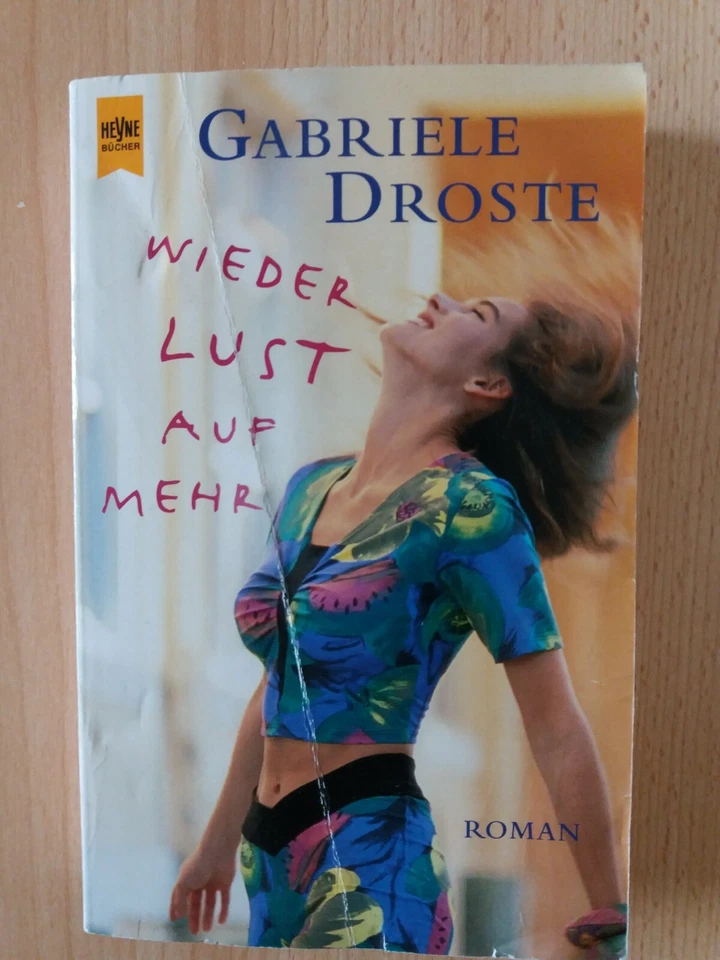 HEYNE
BÜCHER
GABRIELE
DROSTE
WIEDER
LUST
AUF
MEHR
ROMAN